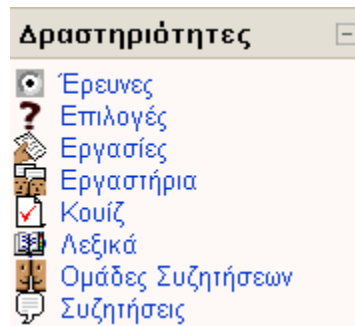 Δραστηριότητες
Έρευνες
Επιλογές
Εργασίες
Εργαστήρια
Κουίζ
Λεξικά
Ομάδες Συζητήσεων
Συζητήσεις